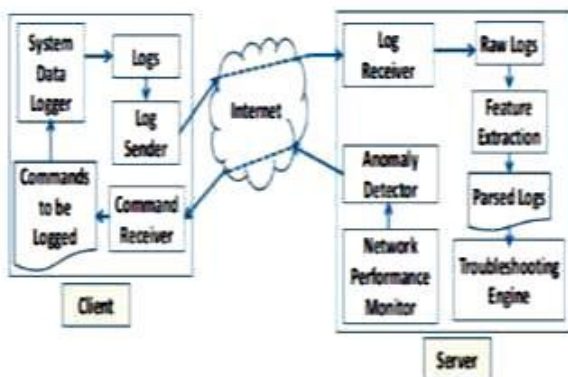 System
Data
Logger
Logs
Log
Sender
Commands
to be
Logged
Command
Receiver
Client
Internet
Log
Receiver
Raw Logs
Feature
Extraction
Anomaly
Detector
Parsed Logs
Network
Performance
Monitor
Troubleshooting
Engine
Server